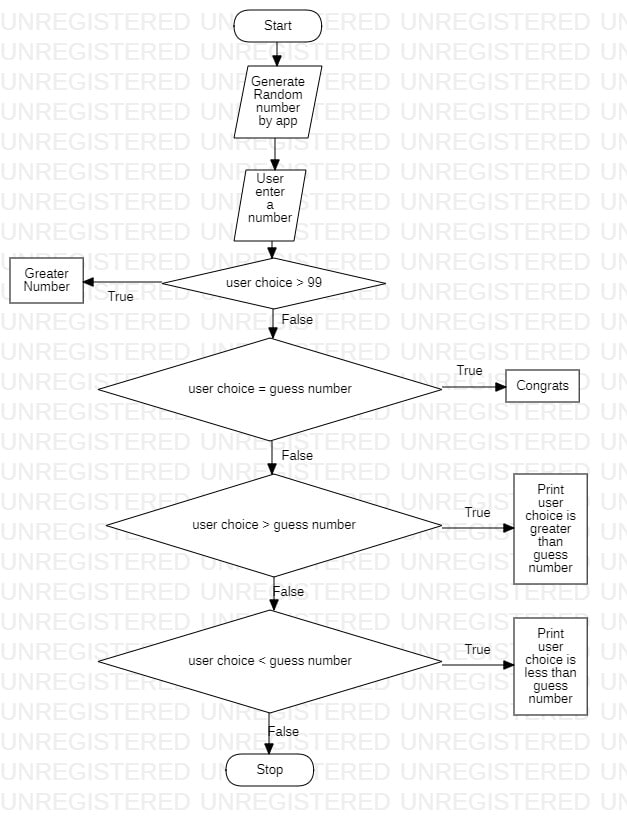 Start
Generate
Random
number
by app
User
enter
a
number
user choice > 99
True
Greater
Number
False
user choice = guess number
True
Congrats
False
user choice > guess number
True
Print
user
choice is
greater
than
guess
number
False
user choice < guess number
True
Print
user
choice is
less than
guess
number
False
Stop
UNREGISTERED